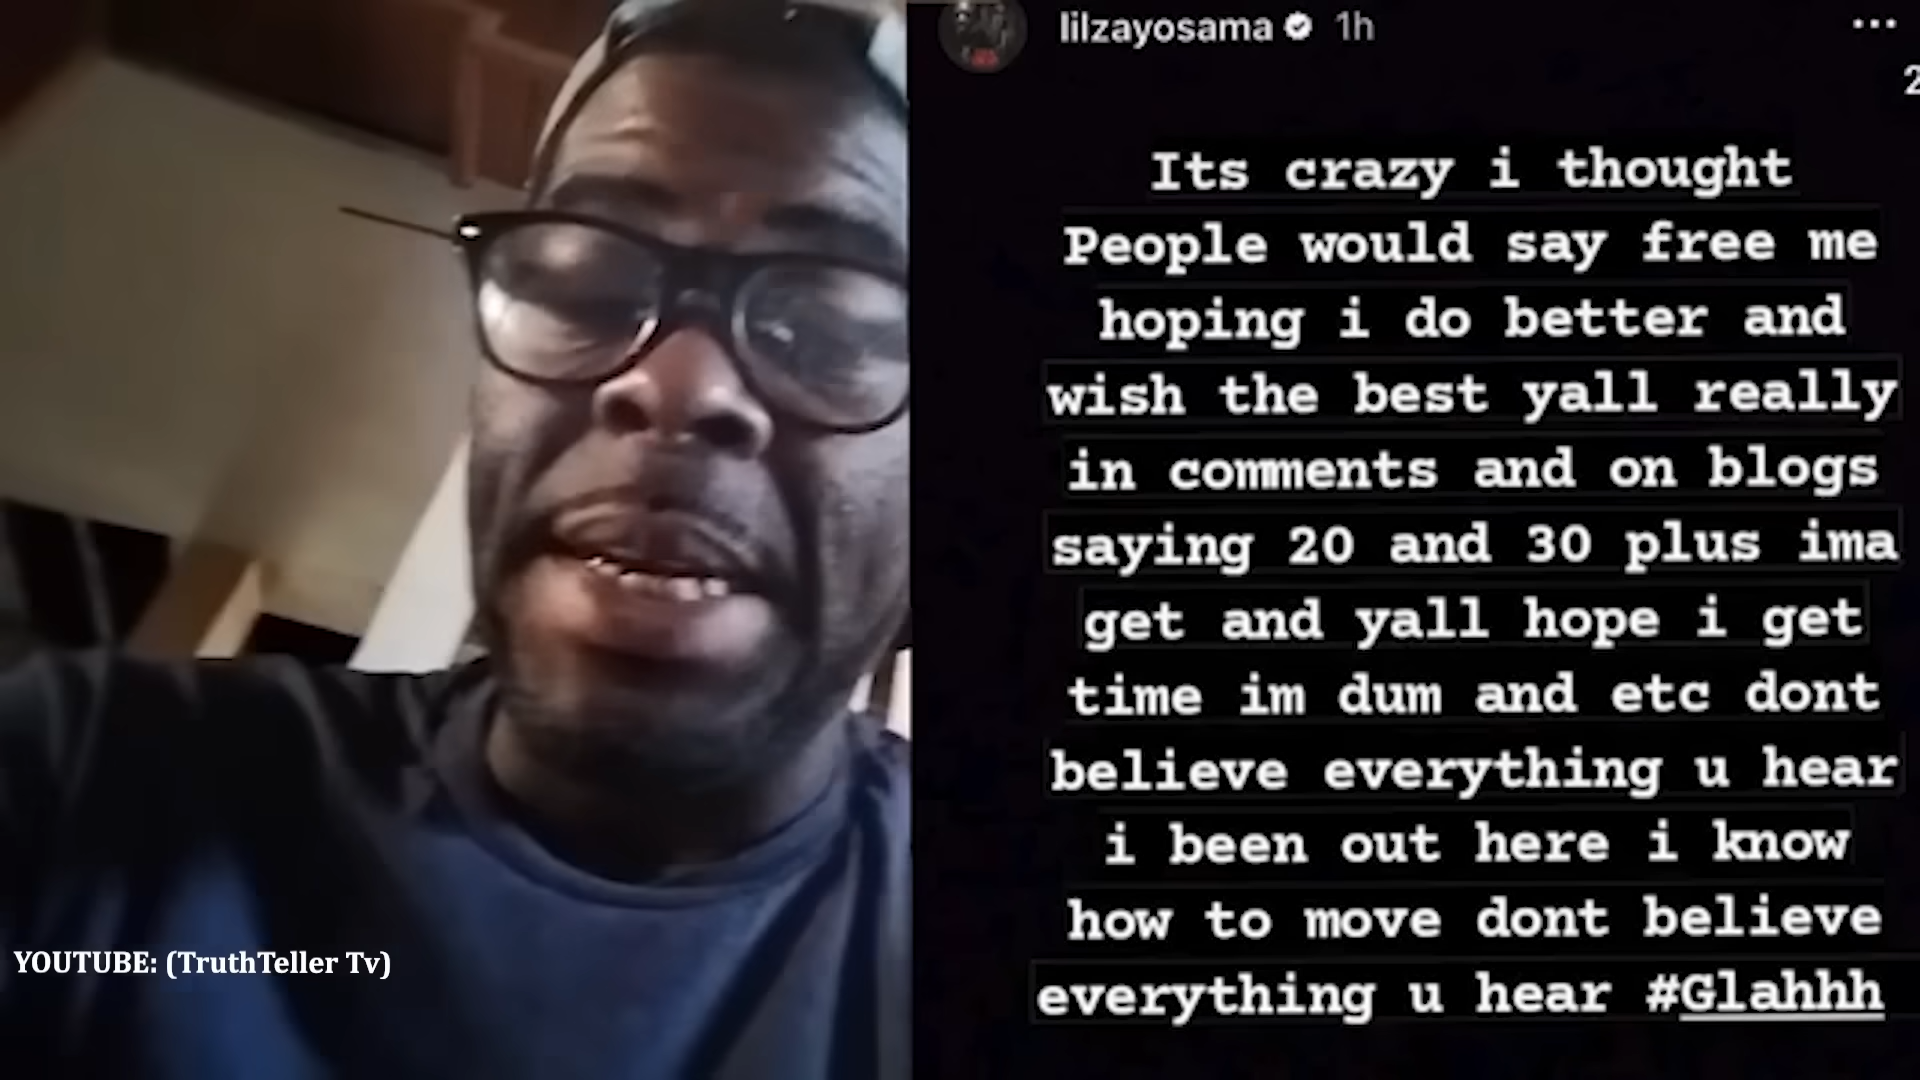 lilzayosama 1h
2
Its crazy i thought
People would say free me
hoping i do better and
wish the best yall really
in comments and on blogs
saying 20 and 30 plus ima
get and yall hope i get
time im dum and etc dont
believe everything u hear
i been out here i know
how to move dont believe
everything u hear #Glahhh
YOUTUBE: (TruthTeller Tv)